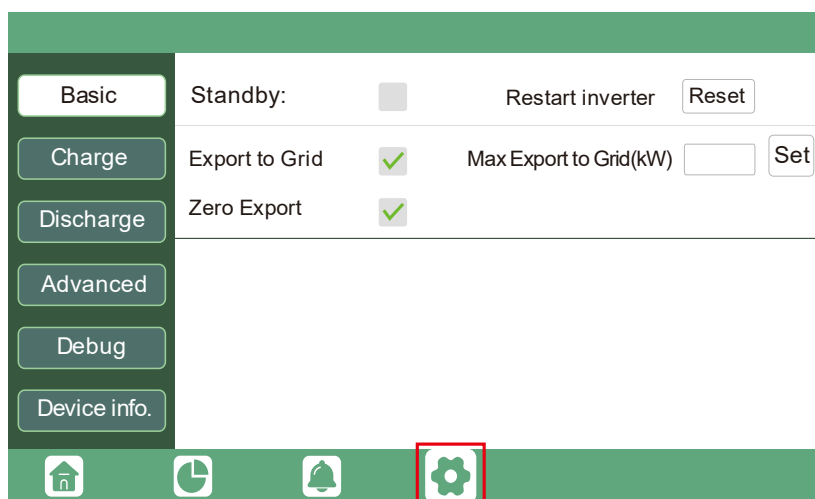 Basic
Standby:
Restart inverter
Reset
Charge
Export to Grid
Max Export to Grid(kW)
Set
Discharge
Zero Export
Advanced
Debug
Device info.